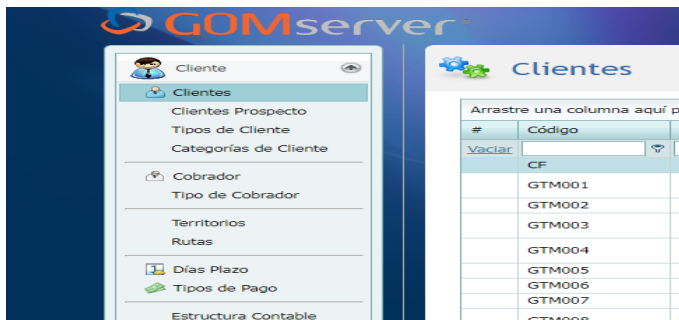 GOMserver
Cliente
Clientes
Clientes Prospecto
Tipos de Cliente
Categorías de Cliente
Cobrador
Tipo de Cobrador
Territorios
Rutas
Días Plazo
Tipos de Pago
Estructura Contable
Clientes
Arrastre una columna aquí p
# Código
Vaciar
CF
GTM001
GTM002
GTM003
GTM004
GTM005
GTM006
GTM007
GTM008